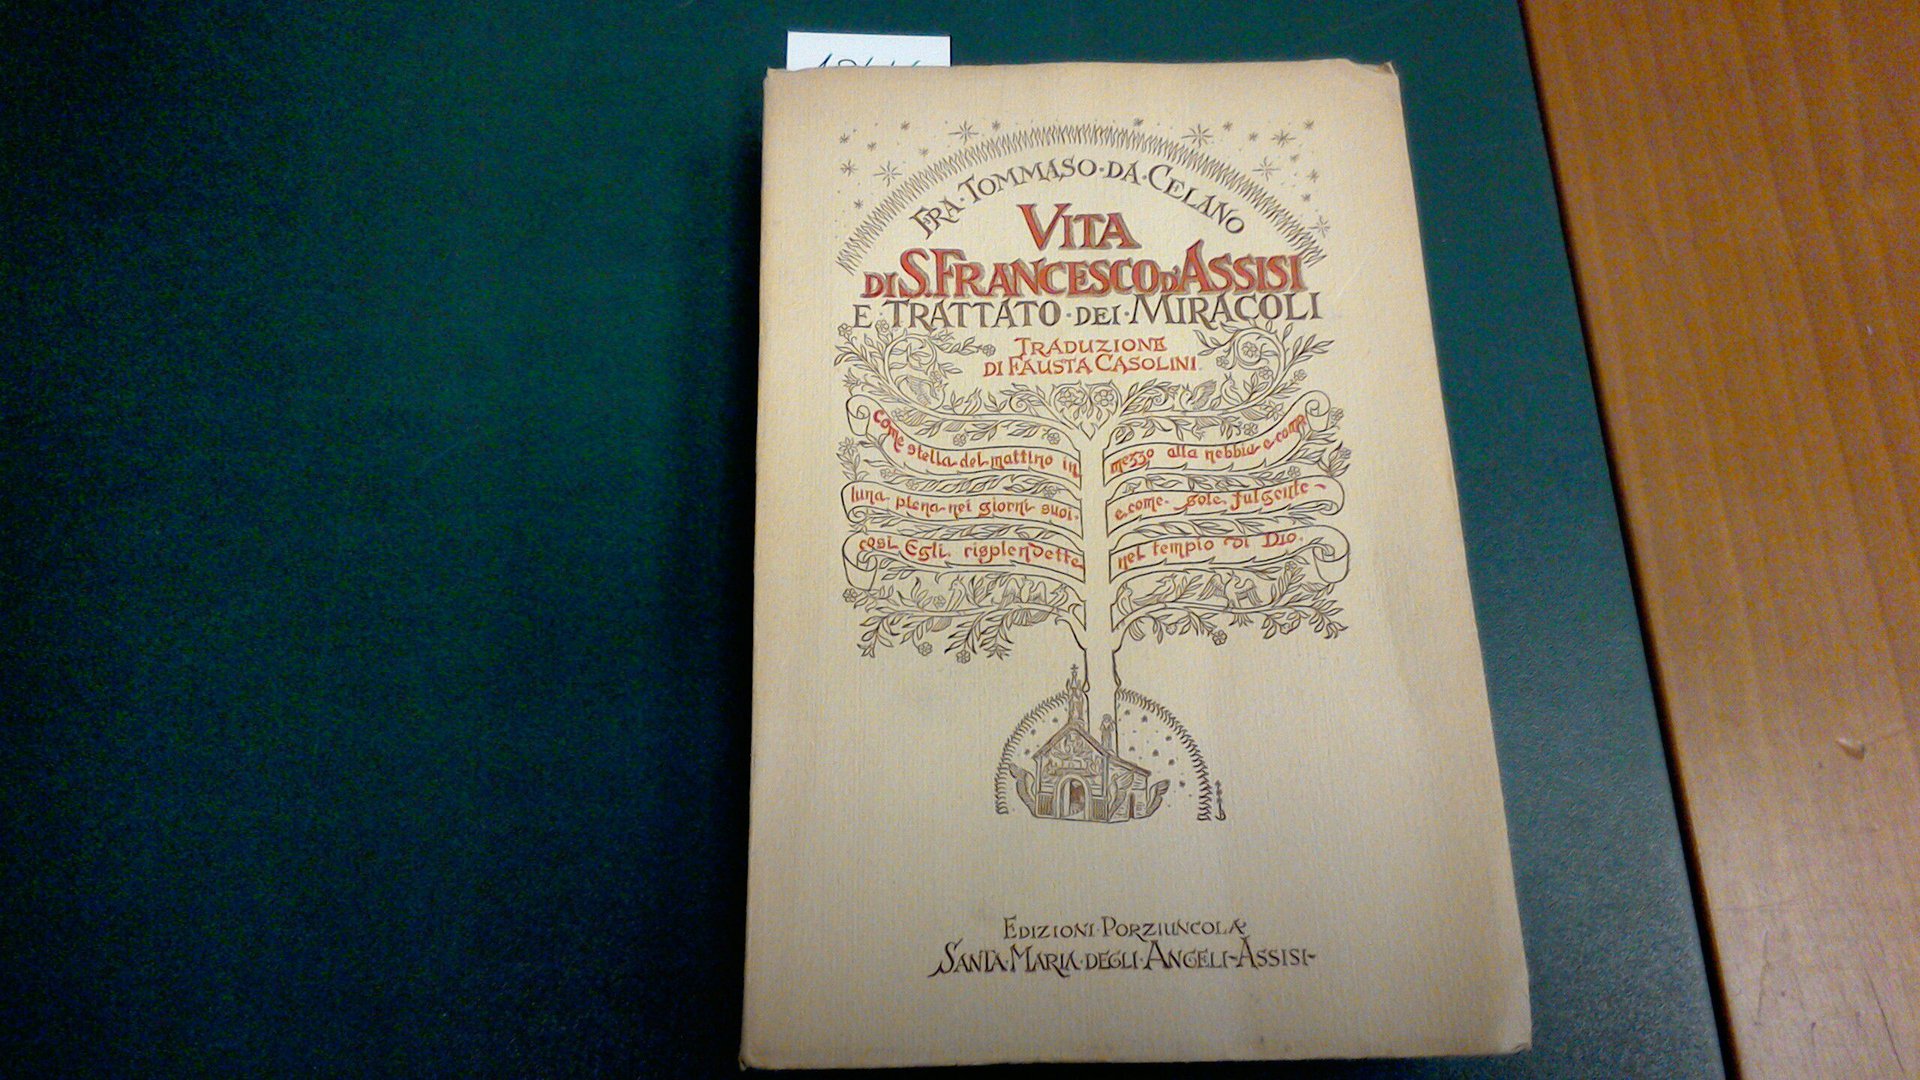 FRA · TOMMASO · DA · CELANO
VITA
DI S. FRANCESCO D'ASSISI
E · TRATTATO · DEI · MIRACOLI
TRADUZIONE
DI FAUSTA CASOLINI
come stella del mattino in mezzo alla nebbia e come
luna piena nei giorni suoi. e come sole fulgente
così Egli risplendette nel tempio di Dio.
EDIZIONI · PORZIUNCOLA
SANTA · MARIA · DEGLI · ANGELI - ASSISI -